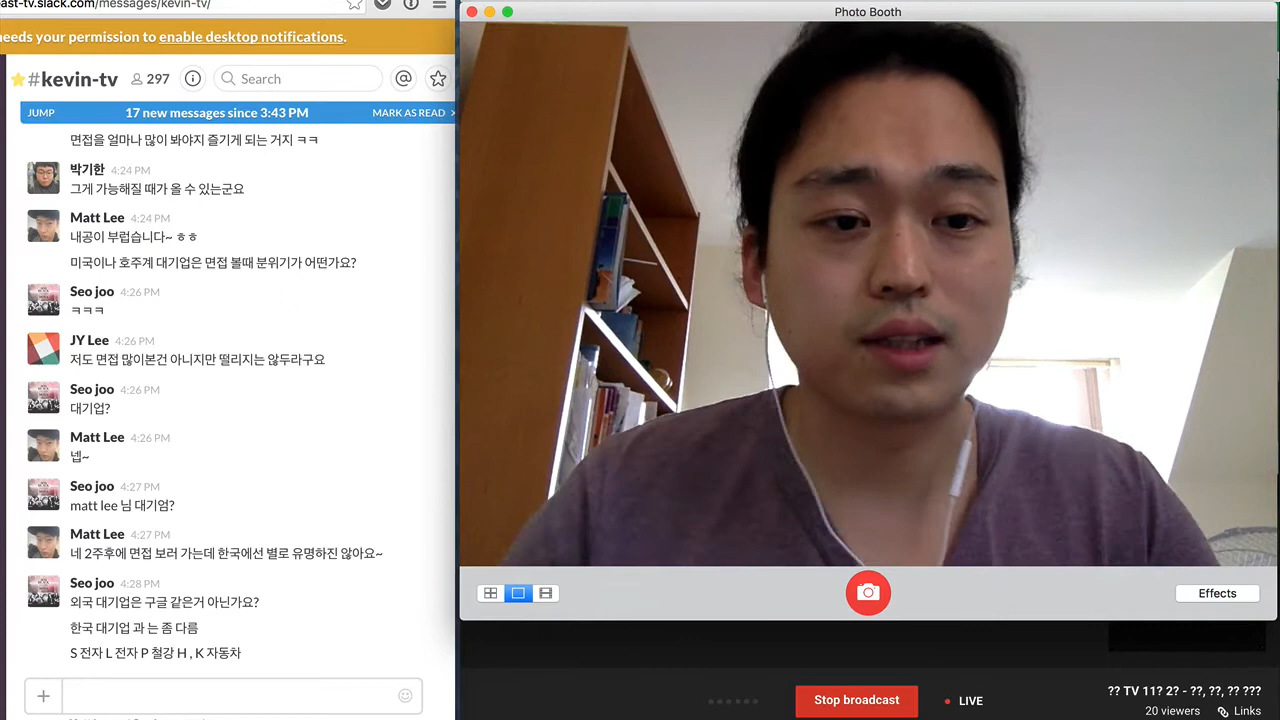 ast-tv.slack.com/messages/kevin-tv/
eeds your permission to enable desktop notifications.
#kevin-tv
297
Search
JUMP
17 new messages since 3:43 PM
MARK AS READ
면접을 얼마나 많이 봐야지 즐기게 되는 거지 ㅋㅋ
박기한 4:24 PM
그게 가능해질 때가 올 수 있는군요
Matt Lee 4:24 PM
내공이 부럽습니다~ ㅎㅎ
미국이나 호주계 대기업은 면접 볼때 분위기가 어떤가요?
Seo joo 4:26 PM
ㅋㅋㅋ
JY Lee 4:26 PM
저도 면접 많이본건 아니지만 떨리지는 않두라구요
Seo joo 4:26 PM
대기업?
Matt Lee 4:26 PM
넵~
Seo joo 4:27 PM
matt lee 님 대기엄?
Matt Lee 4:27 PM
네 2주후에 면접 보러 가는데 한국에선 별로 유명하진 않아요~
Seo joo 4:28 PM
외국 대기업은 구글 같은거 아닌가요?
한국 대기업 과 는 좀 다름
S 전자 L 전자 P 철강 H , K 자동차
Photo Booth
Effects
Stop broadcast
LIVE
?? TV 11? 2? - ??, ??, ?? ???
20 viewers
Links